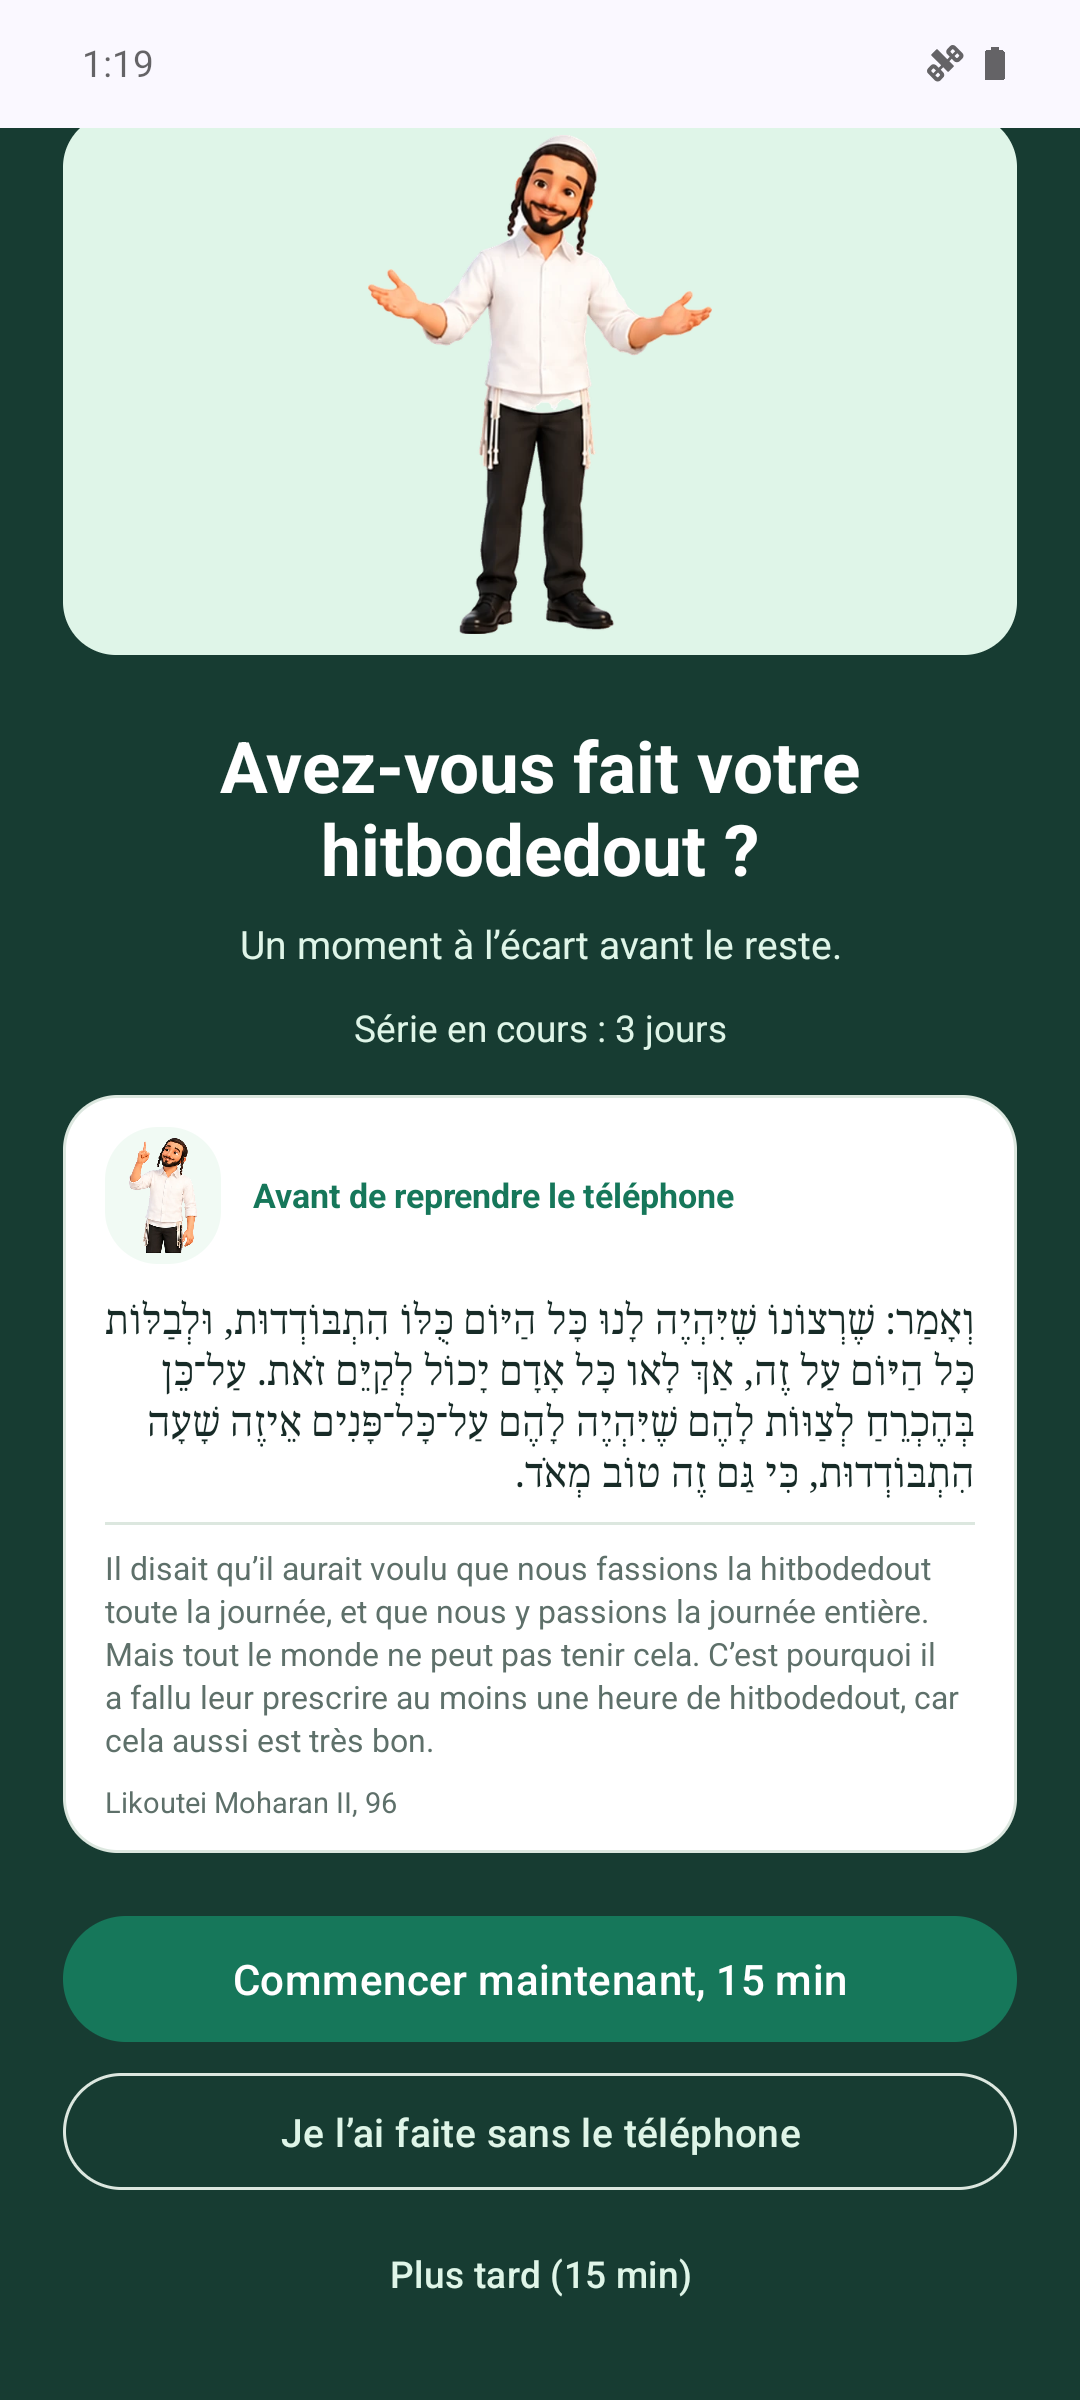 1:19
Avez-vous fait votre
hitbodedout ?
Un moment à l’écart avant le reste.
Série en cours : 3 jours
Avant de reprendre le téléphone
וְאָמַר: שֶׁרְצוֹנוֹ שֶׁיִּהְיֶה לָנוּ כָּל הַיּוֹם כֻּלּוֹ הִתְבּוֹדְדוּת, וּלְבַלּוֹת
כָּל הַיּוֹם עַל זֶה, אַךְ לָאו כָּל אָדָם יָכוֹל לְקַיֵּם זֹאת. עַל־כֵּן
בְּהֶכְרֵחַ לְצַוּוֹת לָהֶם שֶׁיִּהְיֶה לָהֶם עַל־כָּל־פָּנִים אֵיזֶה שָׁעָה
הִתְבּוֹדְדוּת, כִּי גַּם זֶה טוֹב מְאֹד.
Il disait qu’il aurait voulu que nous fassions la hitbodedout
toute la journée, et que nous y passions la journée entière.
Mais tout le monde ne peut pas tenir cela. C’est pourquoi il
a fallu leur prescrire au moins une heure de hitbodedout, car
cela aussi est très bon.
Likoutei Moharan II, 96
Commencer maintenant, 15 min
Je l’ai faite sans le téléphone
Plus tard (15 min)